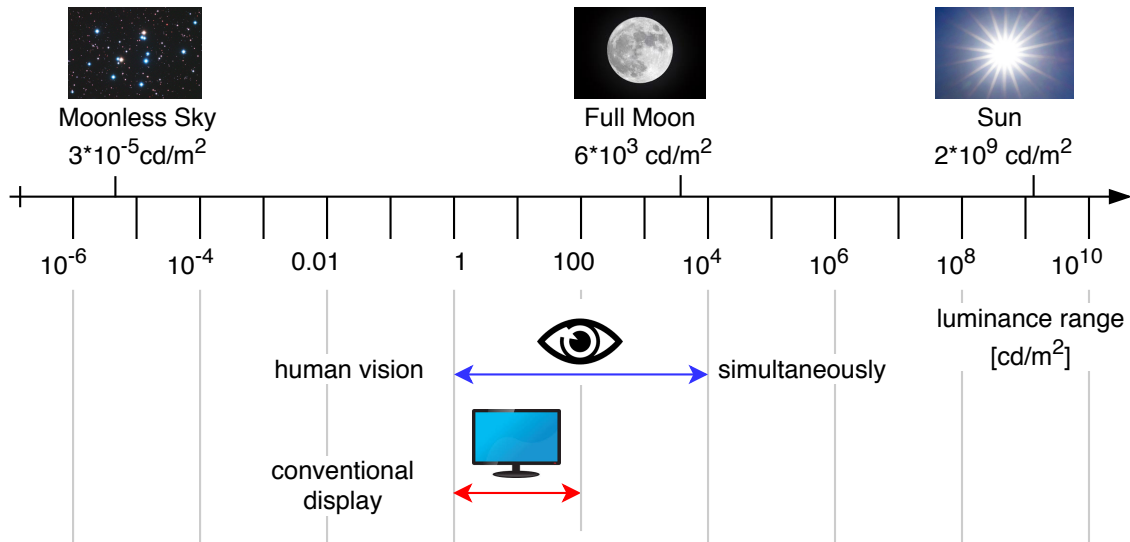 Moonless Sky
3*10⁻⁵cd/m²
Full Moon
6*10³ cd/m²
Sun
2*10⁹ cd/m²
10⁻⁶
10⁻⁴
0.01
1
100
10⁴
10⁶
10⁸
10¹⁰
luminance range
[cd/m²]
human vision
simultaneously
conventional
display